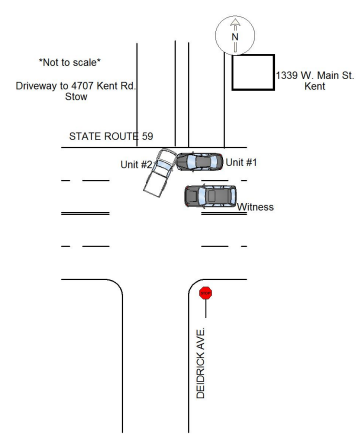 N
*Not to scale*
1339 W. Main St.
Kent
Driveway to 4707 Kent Rd.
Stow
STATE ROUTE 59
Unit #2
Unit #1
Witness
DEIDRICK AVE.